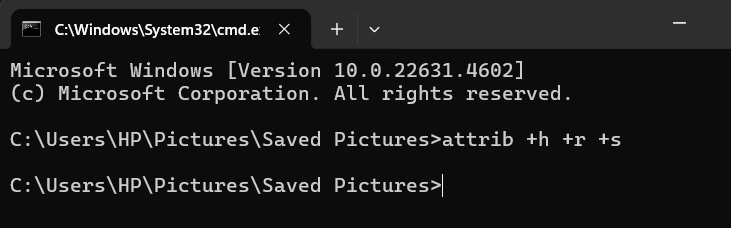 C:\Windows\System32\cmd.e
Microsoft Windows [Version 10.0.22631.4602]
(c) Microsoft Corporation. All rights reserved.
C:\Users\HP\Pictures\Saved Pictures>attrib +h +r +s
C:\Users\HP\Pictures\Saved Pictures>